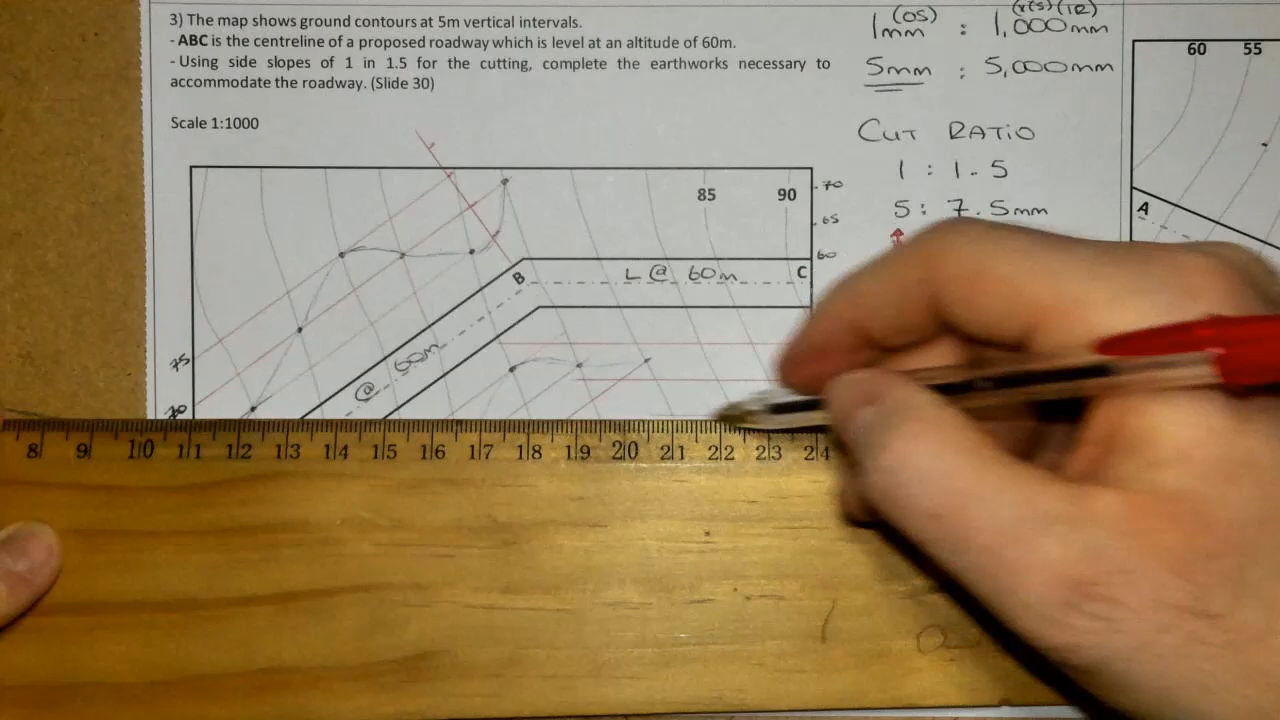 3) The map shows ground contours at 5m vertical intervals.
- ABC is the centreline of a proposed roadway which is level at an altitude of 60m.
- Using side slopes of 1 in 1.5 for the cutting, complete the earthworks necessary to
accommodate the roadway. (Slide 30)
Scale 1:1000
(OS) (VS) (IR)
1mm : 1,000mm
5mm : 5,000mm
CUT RATIO
1 : 1.5
5 : 7.5mm
85 90
70
65
60
B L @ 60m C
@ 60m
75
70
60 55
A
8 9 10 11 12 13 14 15 16 17 18 19 20 21 22 23 24